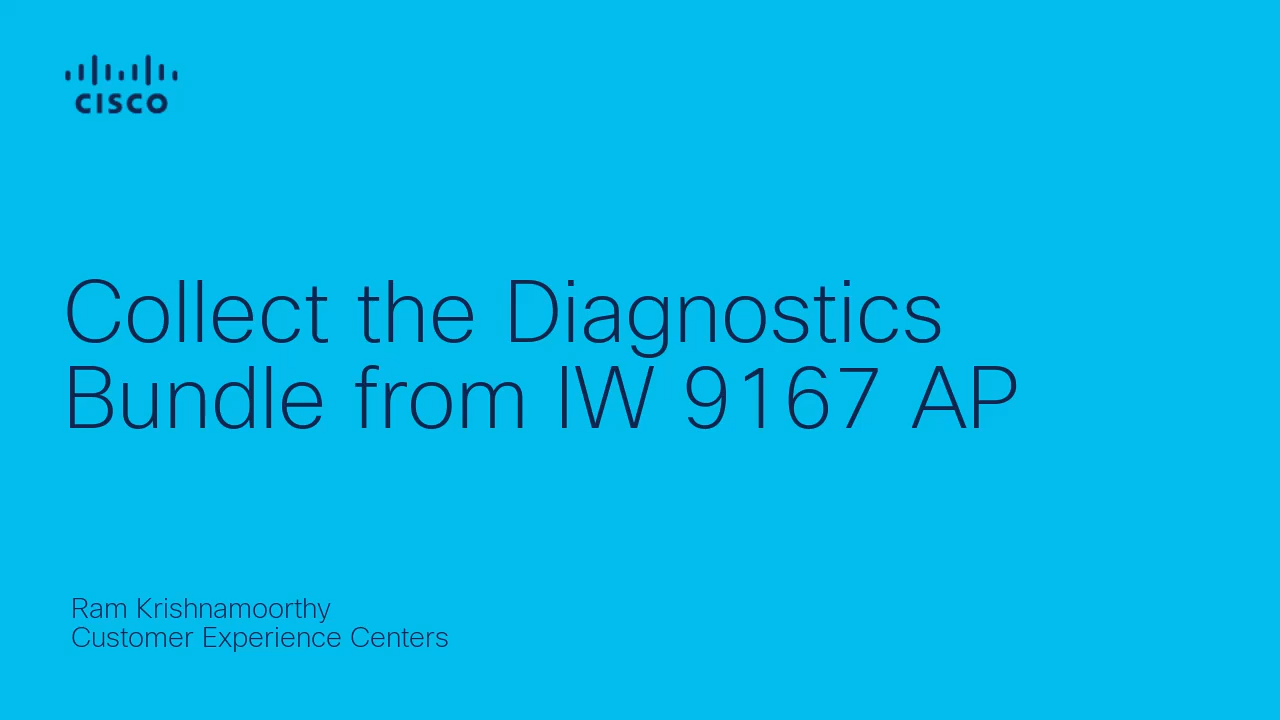 CISCO
Collect the Diagnostics
Bundle from IW 9167 AP
Ram Krishnamoorthy
Customer Experience Centers